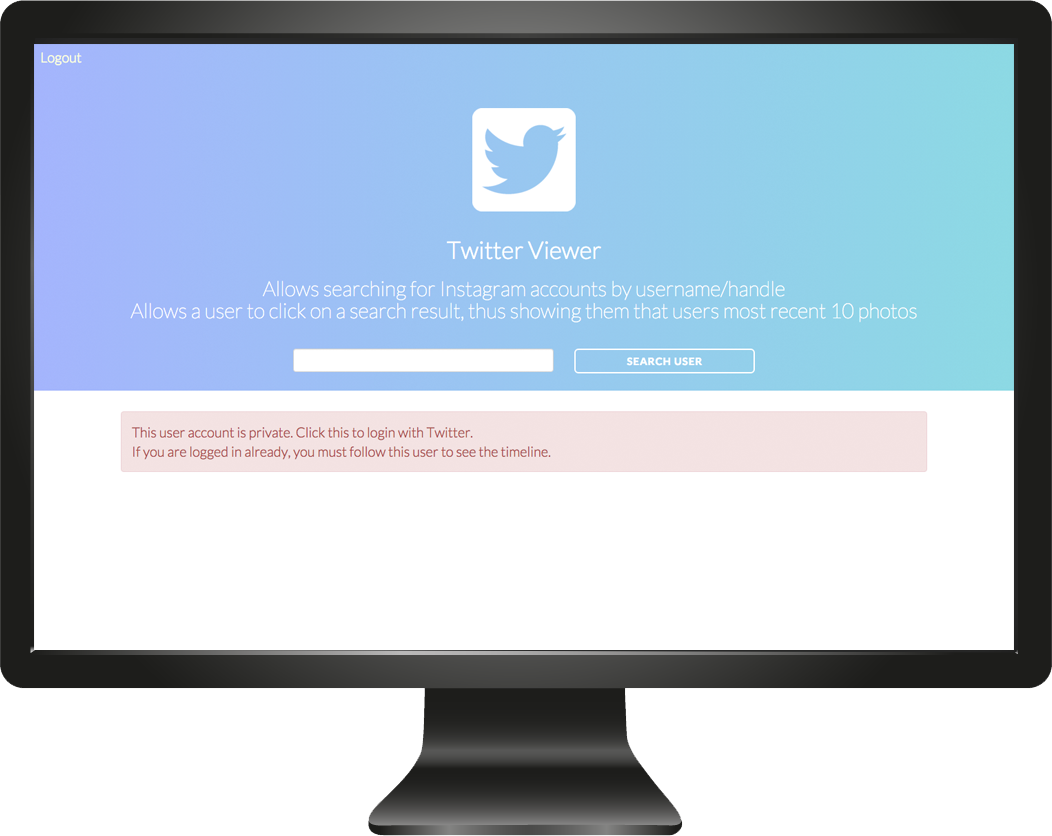 Logout
Twitter Viewer
Allows searching for Instagram accounts by username/handle
Allows a user to click on a search result, thus showing them that users most recent 10 photos
SEARCH USER
This user account is private. Click this to login with Twitter.
If you are logged in already, you must follow this user to see the timeline.